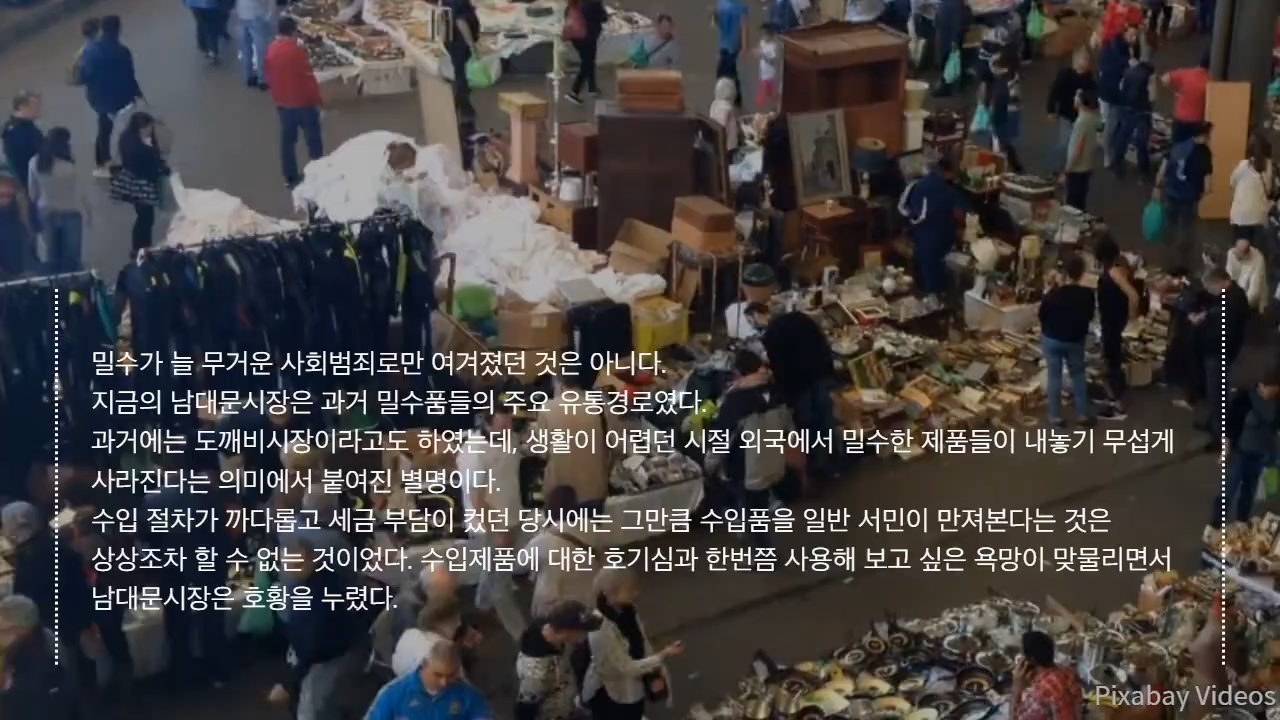 밀수가 늘 무거운 사회범죄로만 여겨졌던 것은 아니다.
지금의 남대문시장은 과거 밀수품들의 주요 유통경로였다.
과거에는 도깨비시장이라고도 하였는데, 생활이 어렵던 시절 외국에서 밀수한 제품들이 내놓기 무섭게
사라진다는 의미에서 붙여진 별명이다.
수입 절차가 까다롭고 세금 부담이 컸던 당시에는 그만큼 수입품을 일반 서민이 만져본다는 것은
상상조차 할 수 없는 것이었다. 수입제품에 대한 호기심과 한번쯤 사용해 보고 싶은 욕망이 맞물리면서
남대문시장은 호황을 누렸다.
Pixabay Videos